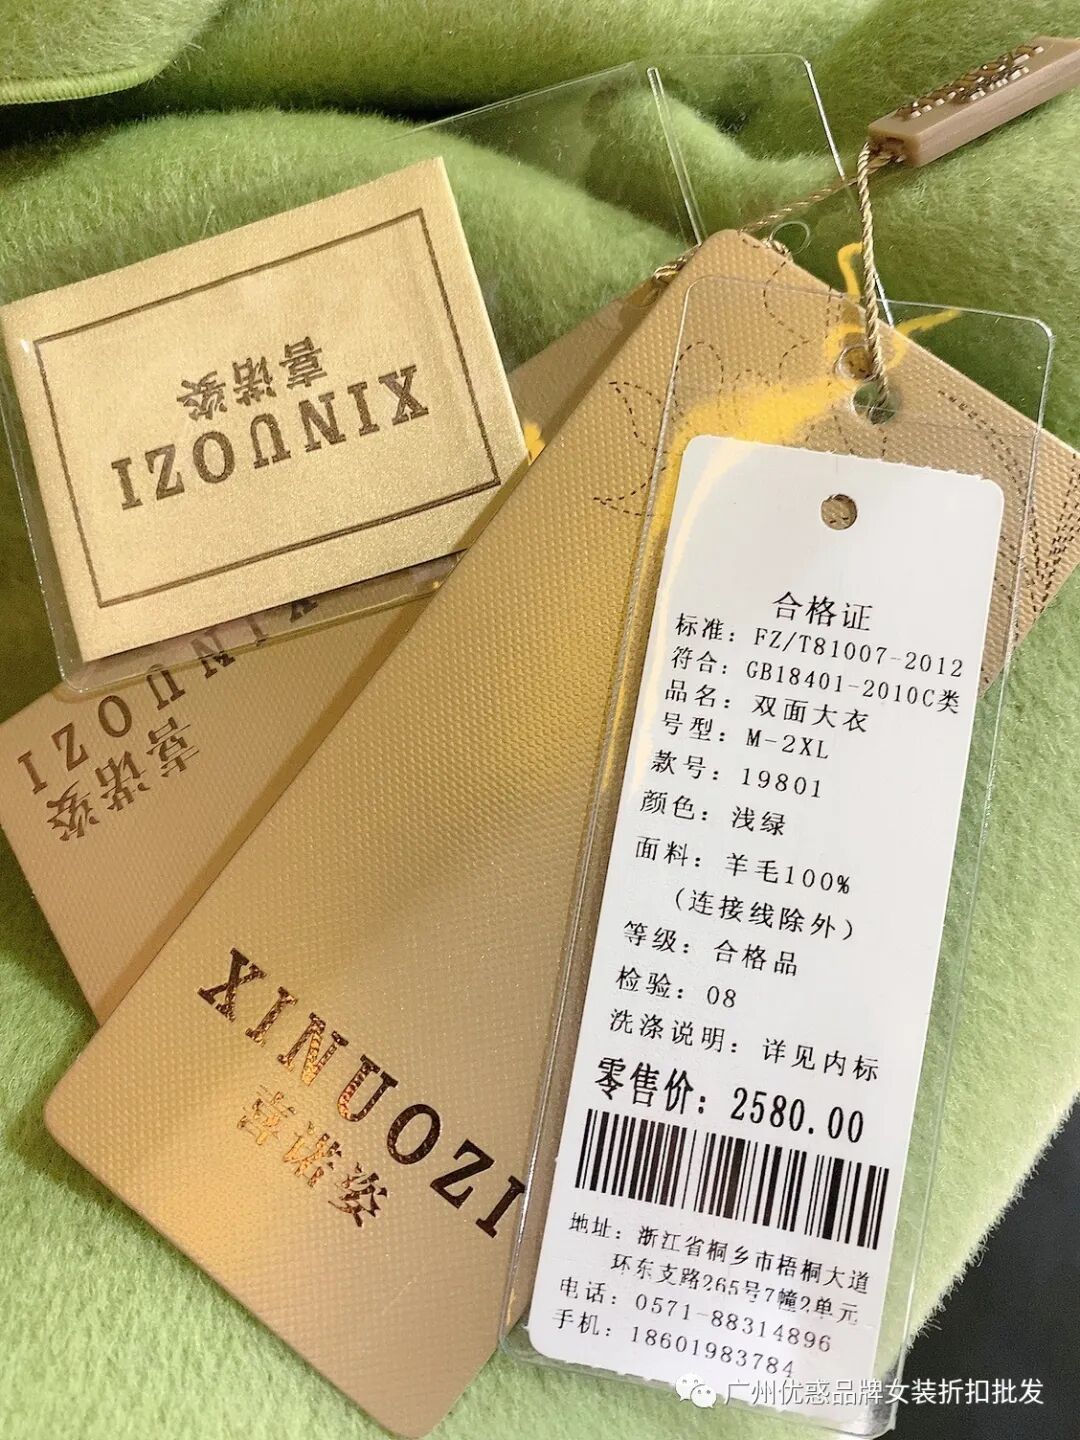 XINUOZI
喜诺姿
XINUOZI
喜诺姿
XINUOZI
喜诺姿
合格证
标准：FZ/T81007-2012
符合：GB18401-2010C类
品名：双面大衣
号型：M-2XL
款号：19801
颜色：浅绿
面料：羊毛100%
(连接线除外)
等级：合格品
检验：08
洗涤说明：详见内标
零售价：2580.00
地址：浙江省桐乡市梧桐大道
环东支路265号7幢2单元
电话：0571-88314896
手机：18601983784
广州优惑品牌女装折扣批发